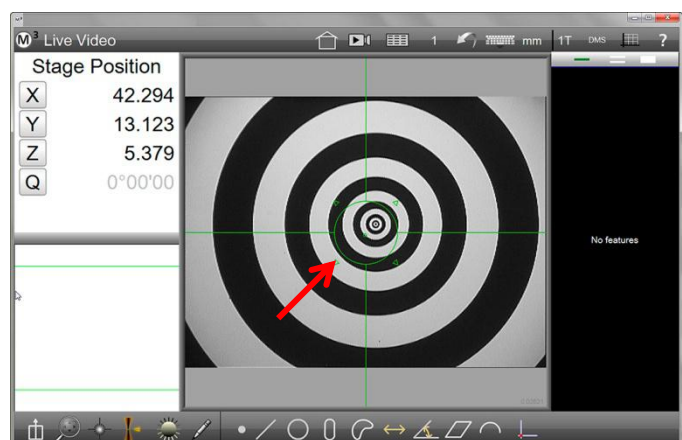 M³ Live Video 1 mm 1T DMS ?
Stage Position
X 42.294
Y 13.123
Z 5.379
Q 0°00'00
No features